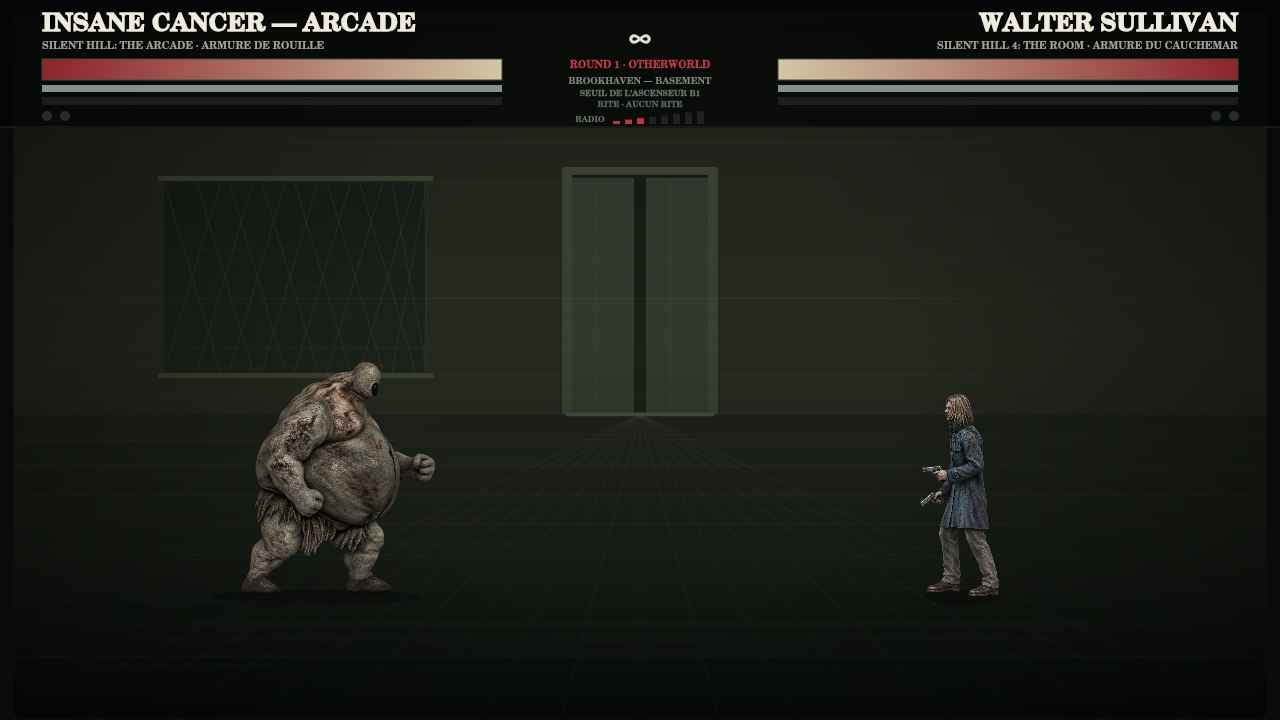 INSANE CANCER — ARCADE
SILENT HILL: THE ARCADE · ARMURE DE ROUILLE
∞
ROUND 1 · OTHERWORLD
BROOKHAVEN — BASEMENT
SEUIL DE L'ASCENSEUR B1
RITE · AUCUN RITE
RADIO
WALTER SULLIVAN
SILENT HILL 4: THE ROOM · ARMURE DU CAUCHEMAR